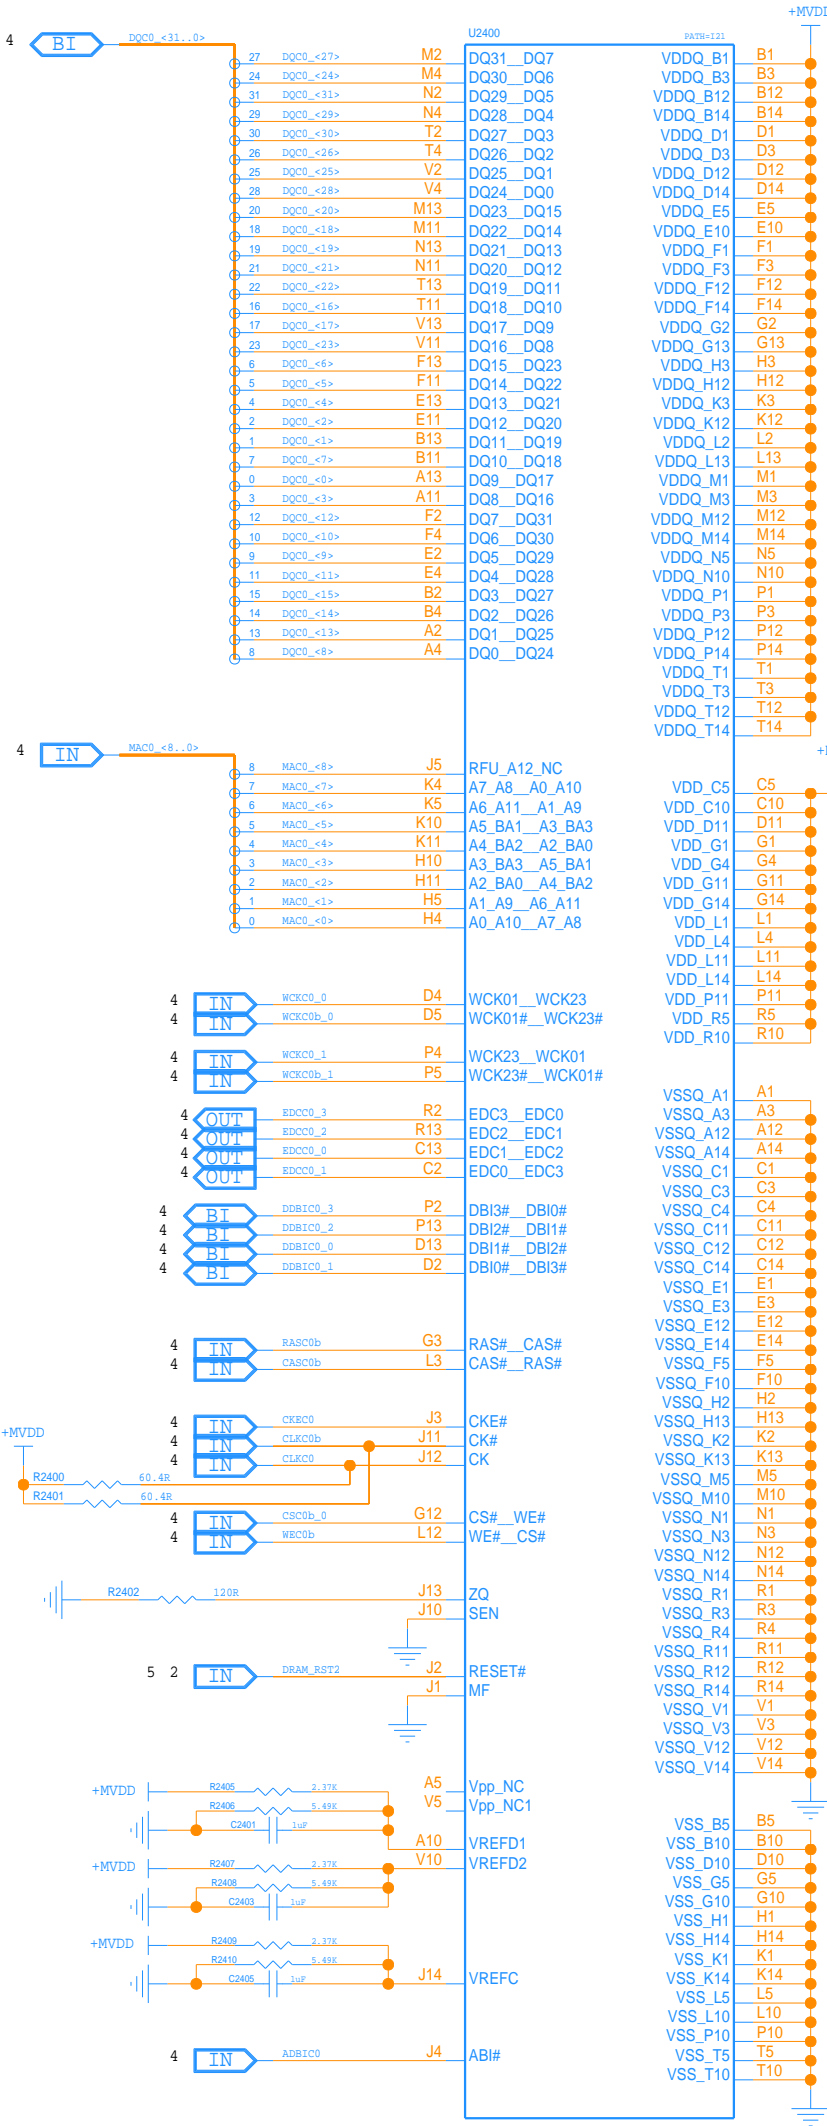 +MVDD
4 BI DQC0_<31..0>
U2400 PATH=I21
27 DQC0_<27> M2 DQ31__DQ7 VDDQ_B1 B1
24 DQC0_<24> M4 DQ30__DQ6 VDDQ_B3 B3
31 DQC0_<31> N2 DQ29__DQ5 VDDQ_B12 B12
29 DQC0_<29> N4 DQ28__DQ4 VDDQ_B14 B14
30 DQC0_<30> T2 DQ27__DQ3 VDDQ_D1 D1
26 DQC0_<26> T4 DQ26__DQ2 VDDQ_D3 D3
25 DQC0_<25> V2 DQ25__DQ1 VDDQ_D12 D12
28 DQC0_<28> V4 DQ24__DQ0 VDDQ_D14 D14
20 DQC0_<20> M13 DQ23__DQ15 VDDQ_E5 E5
18 DQC0_<18> M11 DQ22__DQ14 VDDQ_E10 E10
19 DQC0_<19> N13 DQ21__DQ13 VDDQ_F1 F1
21 DQC0_<21> N11 DQ20__DQ12 VDDQ_F3 F3
22 DQC0_<22> T13 DQ19__DQ11 VDDQ_F12 F12
16 DQC0_<16> T11 DQ18__DQ10 VDDQ_F14 F14
17 DQC0_<17> V13 DQ17__DQ9 VDDQ_G2 G2
23 DQC0_<23> V11 DQ16__DQ8 VDDQ_G13 G13
6 DQC0_<6> F13 DQ15__DQ23 VDDQ_H3 H3
5 DQC0_<5> F11 DQ14__DQ22 VDDQ_H12 H12
4 DQC0_<4> E13 DQ13__DQ21 VDDQ_K3 K3
2 DQC0_<2> E11 DQ12__DQ20 VDDQ_K12 K12
1 DQC0_<1> B13 DQ11__DQ19 VDDQ_L2 L2
7 DQC0_<7> B11 DQ10__DQ18 VDDQ_L13 L13
0 DQC0_<0> A13 DQ9__DQ17 VDDQ_M1 M1
3 DQC0_<3> A11 DQ8__DQ16 VDDQ_M3 M3
12 DQC0_<12> F2 DQ7__DQ31 VDDQ_M12 M12
10 DQC0_<10> F4 DQ6__DQ30 VDDQ_M14 M14
9 DQC0_<9> E2 DQ5__DQ29 VDDQ_N5 N5
11 DQC0_<11> E4 DQ4__DQ28 VDDQ_N10 N10
15 DQC0_<15> B2 DQ3__DQ27 VDDQ_P1 P1
14 DQC0_<14> B4 DQ2__DQ26 VDDQ_P3 P3
13 DQC0_<13> A2 DQ1__DQ25 VDDQ_P12 P12
8 DQC0_<8> A4 DQ0__DQ24 VDDQ_P14 P14
VDDQ_T1 T1
VDDQ_T3 T3
VDDQ_T12 T12
VDDQ_T14 T14
4 IN MAC0_<8..0>
8 MAC0_<8> J5 RFU_A12_NC
7 MAC0_<7> K4 A7_A8__A0_A10 VDD_C5 C5
6 MAC0_<6> K5 A6_A11__A1_A9 VDD_C10 C10
5 MAC0_<5> K10 A5_BA1__A3_BA3 VDD_D11 D11
4 MAC0_<4> K11 A4_BA2__A2_BA0 VDD_G1 G1
3 MAC0_<3> H10 A3_BA3__A5_BA1 VDD_G4 G4
2 MAC0_<2> H11 A2_BA0__A4_BA2 VDD_G11 G11
1 MAC0_<1> H5 A1_A9__A6_A11 VDD_G14 G14
0 MAC0_<0> H4 A0_A10__A7_A8 VDD_L1 L1
VDD_L4 L4
VDD_L11 L11
VDD_L14 L14
4 IN WCKC0_0 D4 WCK01__WCK23 VDD_P11 P11
4 IN WCKC0b_0 D5 WCK01#__WCK23# VDD_R5 R5
VDD_R10 R10
4 IN WCKC0_1 P4 WCK23__WCK01
4 IN WCKC0b_1 P5 WCK23#__WCK01#
VSSQ_A1 A1
4 OUT EDCC0_3 R2 EDC3__EDC0 VSSQ_A3 A3
4 OUT EDCC0_2 R13 EDC2__EDC1 VSSQ_A12 A12
4 OUT EDCC0_0 C13 EDC1__EDC2 VSSQ_A14 A14
4 OUT EDCC0_1 C2 EDC0__EDC3 VSSQ_C1 C1
VSSQ_C3 C3
4 BI DDBIC0_3 P2 DBI3#__DBI0# VSSQ_C4 C4
4 BI DDBIC0_2 P13 DBI2#__DBI1# VSSQ_C11 C11
4 BI DDBIC0_0 D13 DBI1#__DBI2# VSSQ_C12 C12
4 BI DDBIC0_1 D2 DBI0#__DBI3# VSSQ_C14 C14
VSSQ_E1 E1
VSSQ_E3 E3
VSSQ_E12 E12
4 IN RASC0b G3 RAS#__CAS# VSSQ_E14 E14
4 IN CASC0b L3 CAS#__RAS# VSSQ_F5 F5
VSSQ_F10 F10
VSSQ_H2 H2
4 IN CKEC0 J3 CKE# VSSQ_H13 H13
+MVDD 4 IN CLKC0b J11 CK# VSSQ_K2 K2
4 IN CLKC0 J12 CK VSSQ_K13 K13
R2400 60.4R VSSQ_M5 M5
R2401 60.4R VSSQ_M10 M10
4 IN CSC0b_0 G12 CS#__WE# VSSQ_N1 N1
4 IN WEC0b L12 WE#__CS# VSSQ_N3 N3
VSSQ_N12 N12
VSSQ_N14 N14
R2402 120R J13 ZQ VSSQ_R1 R1
J10 SEN VSSQ_R3 R3
VSSQ_R4 R4
VSSQ_R11 R11
5 2 IN DRAM_RST2 J2 RESET# VSSQ_R12 R12
J1 MF VSSQ_R14 R14
VSSQ_V1 V1
VSSQ_V3 V3
VSSQ_V12 V12
VSSQ_V14 V14
+MVDD R2405 2.37K A5 Vpp_NC
R2406 5.49K V5 Vpp_NC1
C2401 1uF VSS_B5 B5
A10 VREFD1 VSS_B10 B10
+MVDD R2407 2.37K V10 VREFD2 VSS_D10 D10
R2408 5.49K VSS_G5 G5
C2403 1uF VSS_G10 G10
VSS_H1 H1
+MVDD R2409 2.37K VSS_H14 H14
R2410 5.49K VSS_K1 K1
C2405 1uF J14 VREFC VSS_K14 K14
VSS_L5 L5
VSS_L10 L10
VSS_P10 P10
4 IN ADBIC0 J4 ABI# VSS_T5 T5
VSS_T10 T10